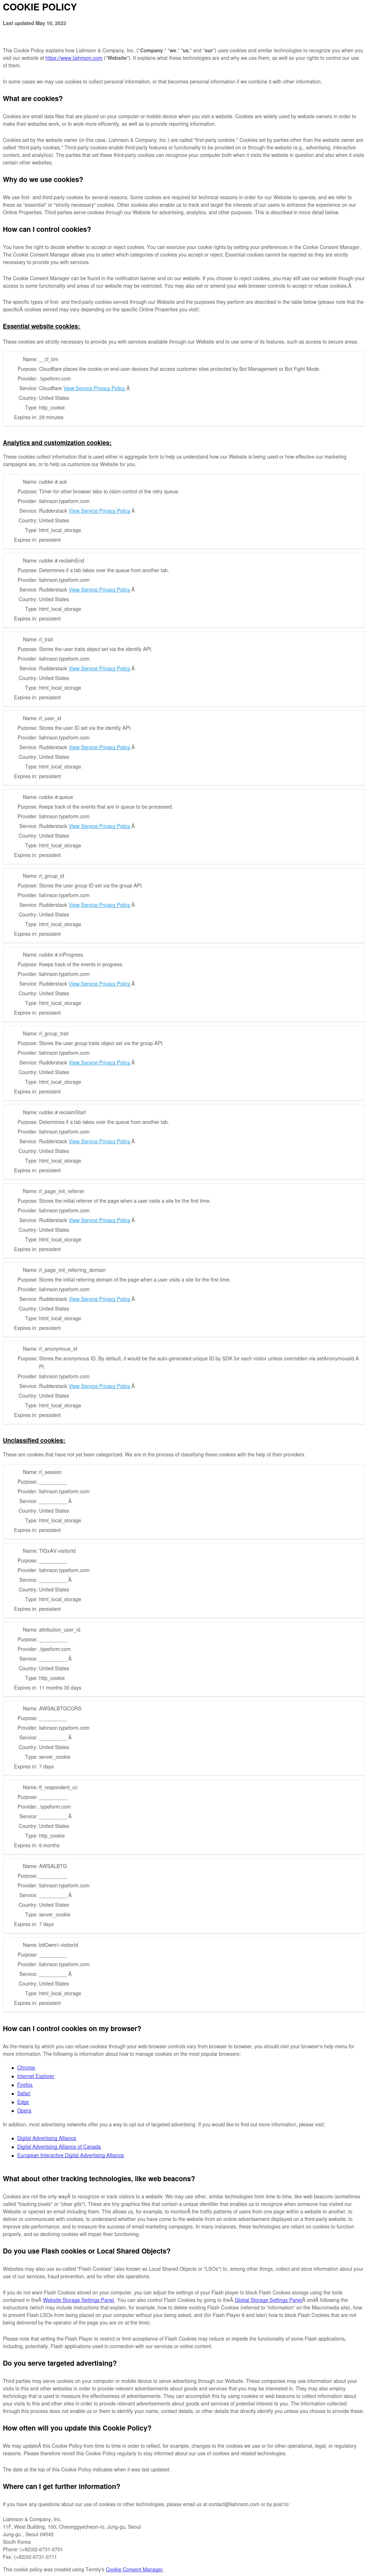 COOKIE POLICY
Last updated May 10, 2023
This Cookie Policy explains how Liahnson & Company, Inc. ("Company," "we," "us," and "our") uses cookies and similar technologies to recognize you when you
visit our website at https://www.liahnson.com ("Website"). It explains what these technologies are and why we use them, as well as your rights to control our use
of them.
In some cases we may use cookies to collect personal information, or that becomes personal information if we combine it with other information.
What are cookies?
Cookies are small data files that are placed on your computer or mobile device when you visit a website. Cookies are widely used by website owners in order to
make their websites work, or to work more efficiently, as well as to provide reporting information.
Cookies set by the website owner (in this case, Liahnson & Company, Inc.) are called "first-party cookies." Cookies set by parties other than the website owner are
called "third-party cookies." Third-party cookies enable third-party features or functionality to be provided on or through the website (e.g., advertising, interactive
content, and analytics). The parties that set these third-party cookies can recognize your computer both when it visits the website in question and also when it visits
certain other websites.
Why do we use cookies?
We use first- and third-party cookies for several reasons. Some cookies are required for technical reasons in order for our Website to operate, and we refer to
these as "essential" or "strictly necessary" cookies. Other cookies also enable us to track and target the interests of our users to enhance the experience on our
Online Properties. Third parties serve cookies through our Website for advertising, analytics, and other purposes. This is described in more detail below.
How can I control cookies?
You have the right to decide whether to accept or reject cookies. You can exercise your cookie rights by setting your preferences in the Cookie Consent Manager.
The Cookie Consent Manager allows you to select which categories of cookies you accept or reject. Essential cookies cannot be rejected as they are strictly
necessary to provide you with services.
The Cookie Consent Manager can be found in the notification banner and on our website. If you choose to reject cookies, you may still use our website though your
access to some functionality and areas of our website may be restricted. You may also set or amend your web browser controls to accept or refuse cookies.Â
The specific types of first- and third-party cookies served through our Website and the purposes they perform are described in the table below (please note that the
specificÂ cookies served may vary depending on the specific Online Properties you visit):
Essential website cookies:
These cookies are strictly necessary to provide you with services available through our Website and to use some of its features, such as access to secure areas.
Name: __cf_bm
Purpose: Cloudflare places the cookie on end-user devices that access customer sites protected by Bot Management or Bot Fight Mode.
Provider: .typeform.com
Service: Cloudflare View Service Privacy Policy Â
Country: United States
Type: http_cookie
Expires in: 29 minutes
Analytics and customization cookies:
These cookies collect information that is used either in aggregate form to help us understand how our Website is being used or how effective our marketing
campaigns are, or to help us customize our Website for you.
Name: rudder.#.ack
Purpose: Timer for other browser tabs to claim control of the retry queue.
Provider: liahnson.typeform.com
Service: Rudderstack View Service Privacy Policy Â
Country: United States
Type: html_local_storage
Expires in: persistent
Name: rudder.#.reclaimEnd
Purpose: Determines if a tab takes over the queue from another tab.
Provider: liahnson.typeform.com
Service: Rudderstack View Service Privacy Policy Â
Country: United States
Type: html_local_storage
Expires in: persistent
Name: rl_trait
Purpose: Stores the user traits object set via the identify API.
Provider: liahnson.typeform.com
Service: Rudderstack View Service Privacy Policy Â
Country: United States
Type: html_local_storage
Expires in: persistent
Name: rl_user_id
Purpose: Stores the user ID set via the identify API.
Provider: liahnson.typeform.com
Service: Rudderstack View Service Privacy Policy Â
Country: United States
Type: html_local_storage
Expires in: persistent
Name: rudder.#.queue
Purpose: Keeps track of the events that are in queue to be processed.
Provider: liahnson.typeform.com
Service: Rudderstack View Service Privacy Policy Â
Country: United States
Type: html_local_storage
Expires in: persistent
Name: rl_group_id
Purpose: Stores the user group ID set via the group API.
Provider: liahnson.typeform.com
Service: Rudderstack View Service Privacy Policy Â
Country: United States
Type: html_local_storage
Expires in: persistent
Name: rudder.#.inProgress
Purpose: Keeps track of the events in progress.
Provider: liahnson.typeform.com
Service: Rudderstack View Service Privacy Policy Â
Country: United States
Type: html_local_storage
Expires in: persistent
Name: rl_group_trait
Purpose: Stores the user group traits object set via the group API.
Provider: liahnson.typeform.com
Service: Rudderstack View Service Privacy Policy Â
Country: United States
Type: html_local_storage
Expires in: persistent
Name: rudder.#.reclaimStart
Purpose: Determines if a tab takes over the queue from another tab.
Provider: liahnson.typeform.com
Service: Rudderstack View Service Privacy Policy Â
Country: United States
Type: html_local_storage
Expires in: persistent
Name: rl_page_init_referrer
Purpose: Stores the initial referrer of the page when a user visits a site for the first time.
Provider: liahnson.typeform.com
Service: Rudderstack View Service Privacy Policy Â
Country: United States
Type: html_local_storage
Expires in: persistent
Name: rl_page_init_referring_domain
Purpose: Stores the initial referring domain of the page when a user visits a site for the first time.
Provider: liahnson.typeform.com
Service: Rudderstack View Service Privacy Policy Â
Country: United States
Type: html_local_storage
Expires in: persistent
Name: rl_anonymous_id
Purpose: Stores the anonymous ID. By default, it would be the auto-generated unique ID by SDK for each visitor unless overridden via setAnonymousId A
PI.
Provider: liahnson.typeform.com
Service: Rudderstack View Service Privacy Policy Â
Country: United States
Type: html_local_storage
Expires in: persistent
Unclassified cookies:
These are cookies that have not yet been categorized. We are in the process of classifying these cookies with the help of their providers.
Name: rl_session
Purpose: __________
Provider: liahnson.typeform.com
Service: __________ Â
Country: United States
Type: html_local_storage
Expires in: persistent
Name: TfGxAV-visitorId
Purpose: __________
Provider: liahnson.typeform.com
Service: __________ Â
Country: United States
Type: html_local_storage
Expires in: persistent
Name: attribution_user_id
Purpose: __________
Provider: .typeform.com
Service: __________ Â
Country: United States
Type: http_cookie
Expires in: 11 months 30 days
Name: AWSALBTGCORS
Purpose: __________
Provider: liahnson.typeform.com
Service: __________ Â
Country: United States
Type: server_cookie
Expires in: 7 days
Name: tf_respondent_cc
Purpose: __________
Provider: .typeform.com
Service: __________ Â
Country: United States
Type: http_cookie
Expires in: 6 months
Name: AWSALBTG
Purpose: __________
Provider: liahnson.typeform.com
Service: __________ Â
Country: United States
Type: server_cookie
Expires in: 7 days
Name: b9Owm1-visitorId
Purpose: __________
Provider: liahnson.typeform.com
Service: __________ Â
Country: United States
Type: html_local_storage
Expires in: persistent
How can I control cookies on my browser?
As the means by which you can refuse cookies through your web browser controls vary from browser to browser, you should visit your browser's help menu for
more information. The following is information about how to manage cookies on the most popular browsers:
Chrome
Internet Explorer
Firefox
Safari
Edge
Opera
In addition, most advertising networks offer you a way to opt out of targeted advertising. If you would like to find out more information, please visit:
Digital Advertising Alliance
Digital Advertising Alliance of Canada
European Interactive Digital Advertising Alliance
What about other tracking technologies, like web beacons?
Cookies are not the only wayÂ to recognize or track visitors to a website. We may use other, similar technologies from time to time, like web beacons (sometimes
called "tracking pixels" or "clear gifs"). These are tiny graphics files that contain a unique identifier that enables us to recognize when someone has visited our
Website or opened an email including them. This allows us, for example, to monitor the traffic patterns of users from one page within a website to another, to
deliver or communicate with cookies, to understand whether you have come to the website from an online advertisement displayed on a third-party website, to
improve site performance, and to measure the success of email marketing campaigns. In many instances, these technologies are reliant on cookies to function
properly, and so declining cookies will impair their functioning.
Do you use Flash cookies or Local Shared Objects?
Websites may also use so-called "Flash Cookies" (also known as Local Shared Objects or "LSOs") to, among other things, collect and store information about your
use of our services, fraud prevention, and for other site operations.
If you do not want Flash Cookies stored on your computer, you can adjust the settings of your Flash player to block Flash Cookies storage using the tools
contained in theÂ Website Storage Settings Panel. You can also control Flash Cookies by going to theÂ Global Storage Settings PanelÂ andÂ following the
instructions (which may include instructions that explain, for example, how to delete existing Flash Cookies (referred to "information" on the Macromedia site), how
to prevent Flash LSOs from being placed on your computer without your being asked, and (for Flash Player 8 and later) how to block Flash Cookies that are not
being delivered by the operator of the page you are on at the time).
Please note that setting the Flash Player to restrict or limit acceptance of Flash Cookies may reduce or impede the functionality of some Flash applications,
including, potentially, Flash applications used in connection with our services or online content.
Do you serve targeted advertising?
Third parties may serve cookies on your computer or mobile device to serve advertising through our Website. These companies may use information about your
visits to this and other websites in order to provide relevant advertisements about goods and services that you may be interested in. They may also employ
technology that is used to measure the effectiveness of advertisements. They can accomplish this by using cookies or web beacons to collect information about
your visits to this and other sites in order to provide relevant advertisements about goods and services of potential interest to you. The information collected
through this process does not enable us or them to identify your name, contact details, or other details that directly identify you unless you choose to provide these.
How often will you update this Cookie Policy?
We may updateÂ this Cookie Policy from time to time in order to reflect, for example, changes to the cookies we use or for other operational, legal, or regulatory
reasons. Please therefore revisit this Cookie Policy regularly to stay informed about our use of cookies and related technologies.
The date at the top of this Cookie Policy indicates when it was last updated.
Where can I get further information?
If you have any questions about our use of cookies or other technologies, please email us at contact@liahnson.com or by post to:
Liahnson & Company, Inc.
11F, West Building, 100, Cheonggyecheon-ro, Jung-gu, Seoul
Jung-gu , Seoul 04542
South Korea
Phone: (+82)02-6731-0701
Fax: (+82)02-6731-0711
This cookie policy was created using Termly's Cookie Consent Manager.